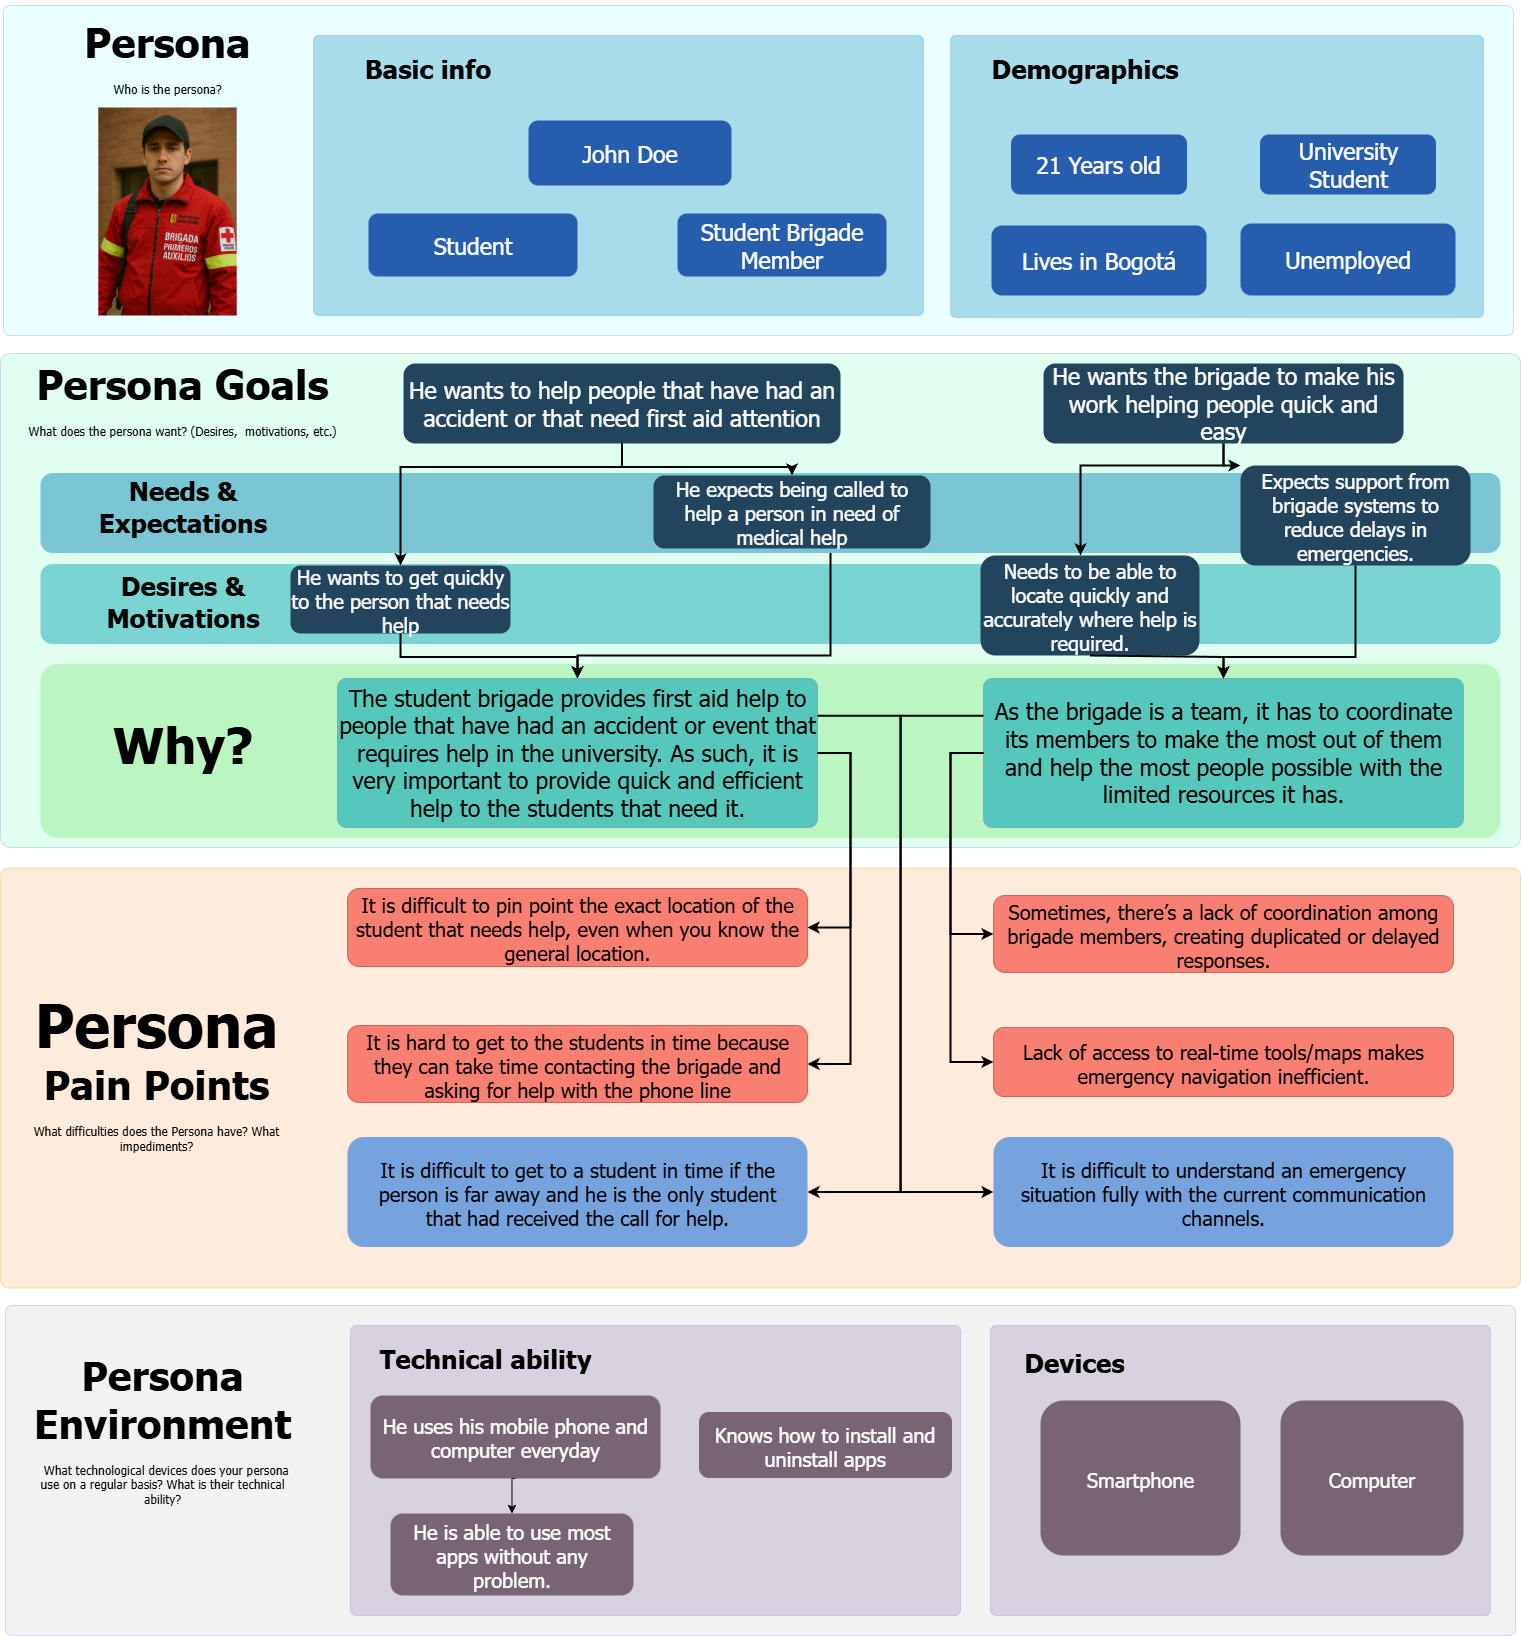 Persona
Who is the persona?
BRIGADA
PRIMEROS
AUXILIOS
Basic info
John Doe
Student
Student Brigade
Member
Demographics
21 Years old
University
Student
Lives in Bogotá
Unemployed
Persona Goals
What does the persona want? (Desires, motivations, etc.)
He wants to help people that have had an
accident or that need first aid attention
He wants the brigade to make his
work helping people quick and
easy
Needs &
Expectations
He expects being called to
help a person in need of
medical help
Expects support from
brigade systems to
reduce delays in
emergencies.
Desires &
Motivations
He wants to get quickly
to the person that needs
help
Needs to be able to
locate quickly and
accurately where help is
required.
Why?
The student brigade provides first aid help to
people that have had an accident or event that
requires help in the university. As such, it is
very important to provide quick and efficient
help to the students that need it.
As the brigade is a team, it has to coordinate
its members to make the most out of them
and help the most people possible with the
limited resources it has.
Persona
Pain Points
What difficulties does the Persona have? What
impediments?
It is difficult to pin point the exact location of the
student that needs help, even when you know the
general location.
Sometimes, there’s a lack of coordination among
brigade members, creating duplicated or delayed
responses.
It is hard to get to the students in time because
they can take time contacting the brigade and
asking for help with the phone line
Lack of access to real-time tools/maps makes
emergency navigation inefficient.
It is difficult to get to a student in time if the
person is far away and he is the only student
that had received the call for help.
It is difficult to understand an emergency
situation fully with the current communication
channels.
Persona
Environment
What technological devices does your persona
use on a regular basis? What is their technical
ability?
Technical ability
He uses his mobile phone and
computer everyday
Knows how to install and
uninstall apps
He is able to use most
apps without any
problem.
Devices
Smartphone
Computer